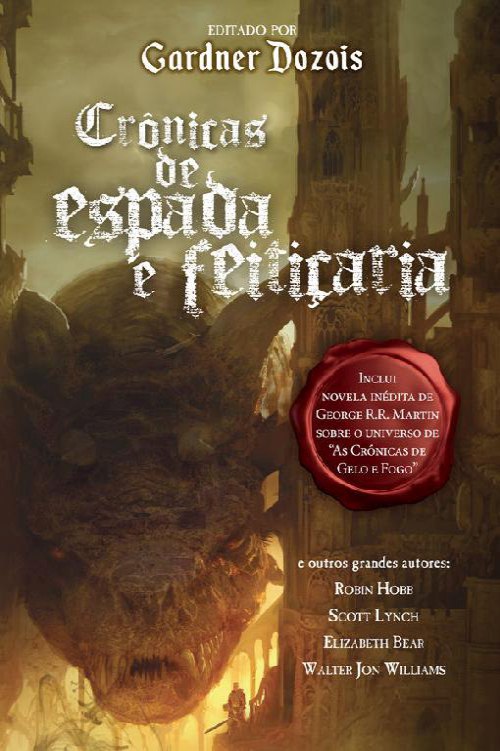 EDITADO POR
Gardner Dozois
Crônicas
de
espada
e feitiçaria
INCLUI
NOVELA INÉDITA DE
GEORGE R.R. MARTIN
SOBRE O UNIVERSO DE
"AS CRÔNICAS DE
GELO E FOGO"
e outros grandes autores:
ROBIN HOBB
SCOTT LYNCH
ELIZABETH BEAR
WALTER JON WILLIAMS